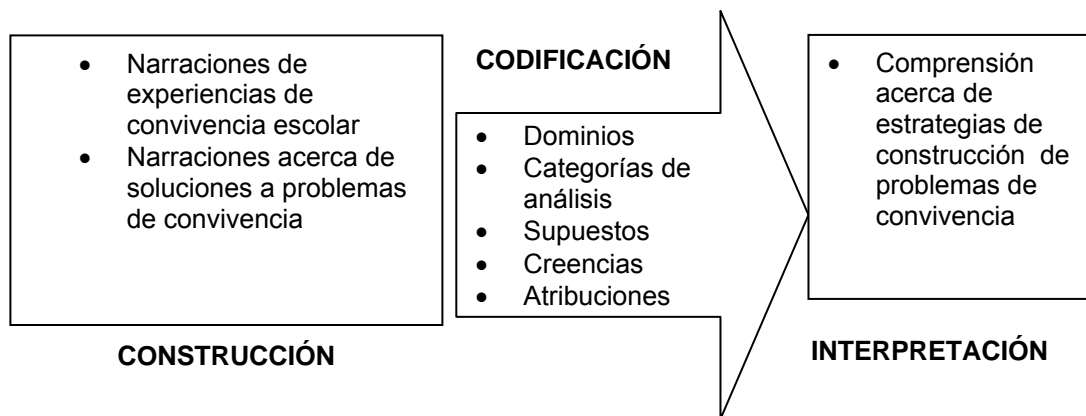 • Narraciones de
experiencias de
convivencia escolar
• Narraciones acerca de
soluciones a problemas
de convivencia
CONSTRUCCIÓN
CODIFICACIÓN
• Dominios
• Categorías de
análisis
• Supuestos
• Creencias
• Atribuciones
• Comprensión
acerca de
estrategias de
construcción de
problemas de
convivencia
INTERPRETACIÓN